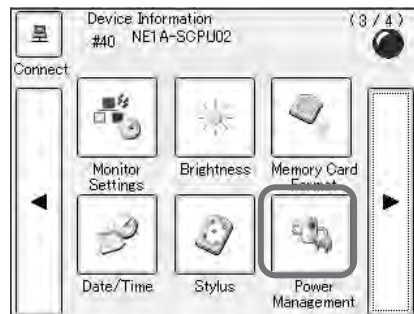 Device Information
(3/4)
#40 NE1A-SCPU02
Connect
Monitor
Settings
Brightness
Memory Card
Format
Date/Time
Stylus
Power
Management